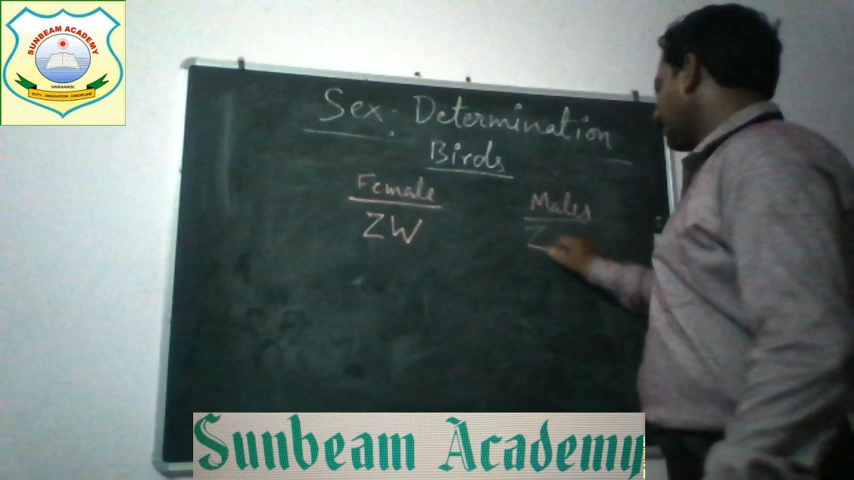 SUNBEAM ACADEMY
VARANASI
Sex-Determination
Birds
Female Males
ZW Z
Sunbeam Academy